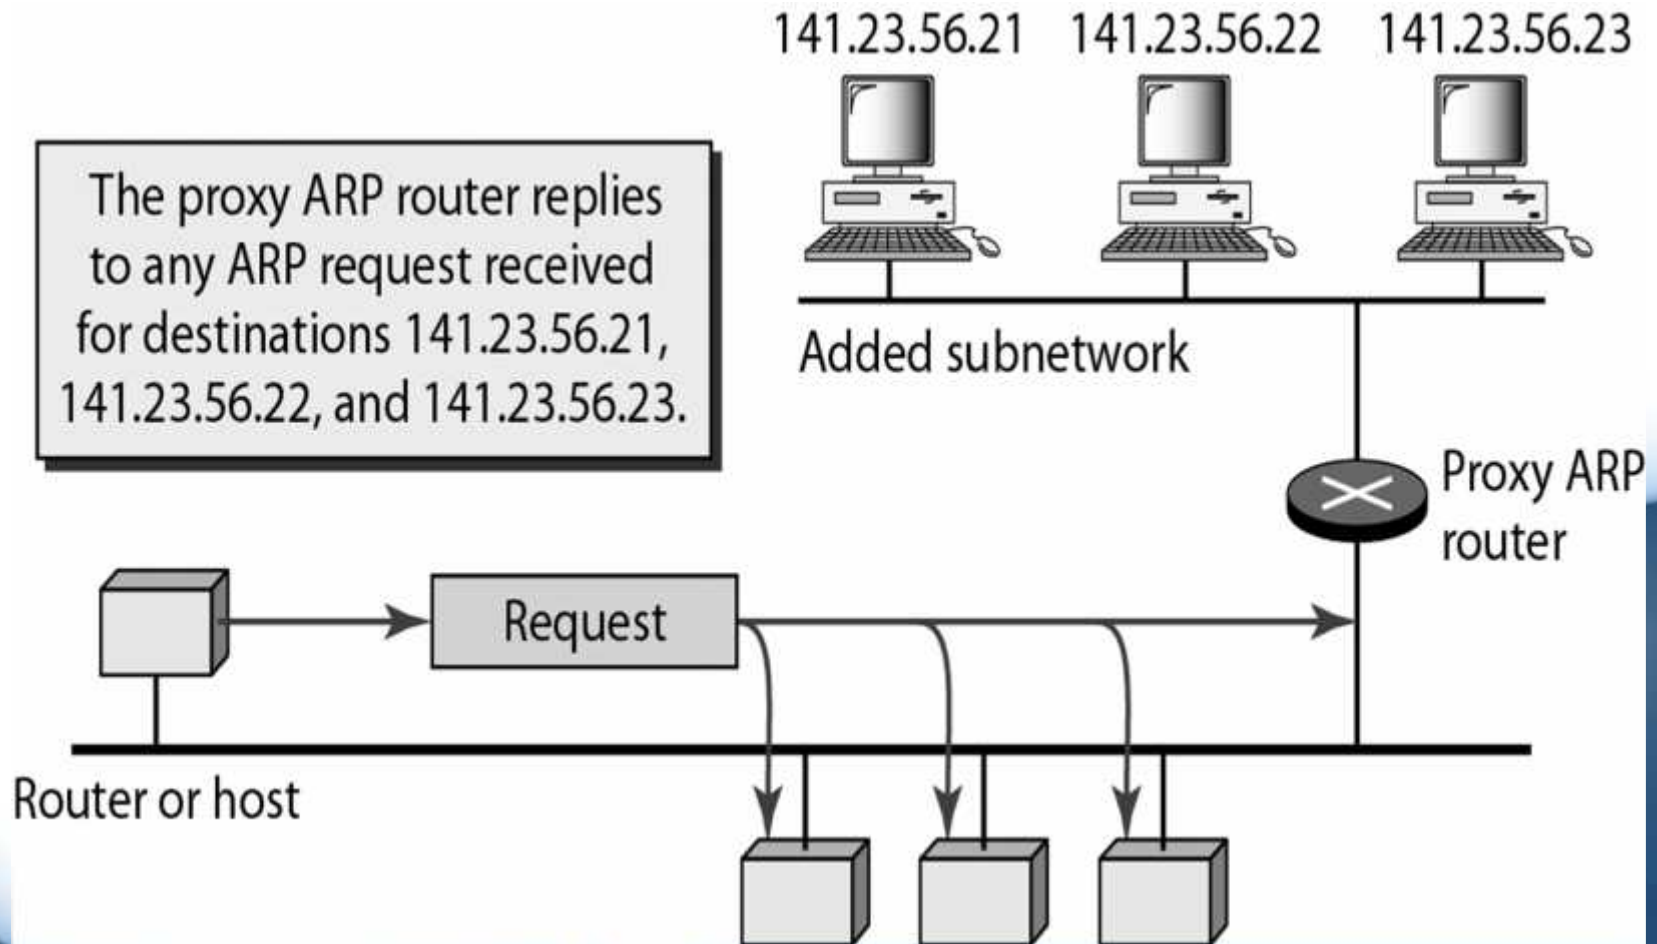 141.23.56.21 141.23.56.22 141.23.56.23
The proxy ARP router replies
to any ARP request received
for destinations 141.23.56.21,
141.23.56.22, and 141.23.56.23.
Added subnetwork
Proxy ARP
router
Request
Router or host